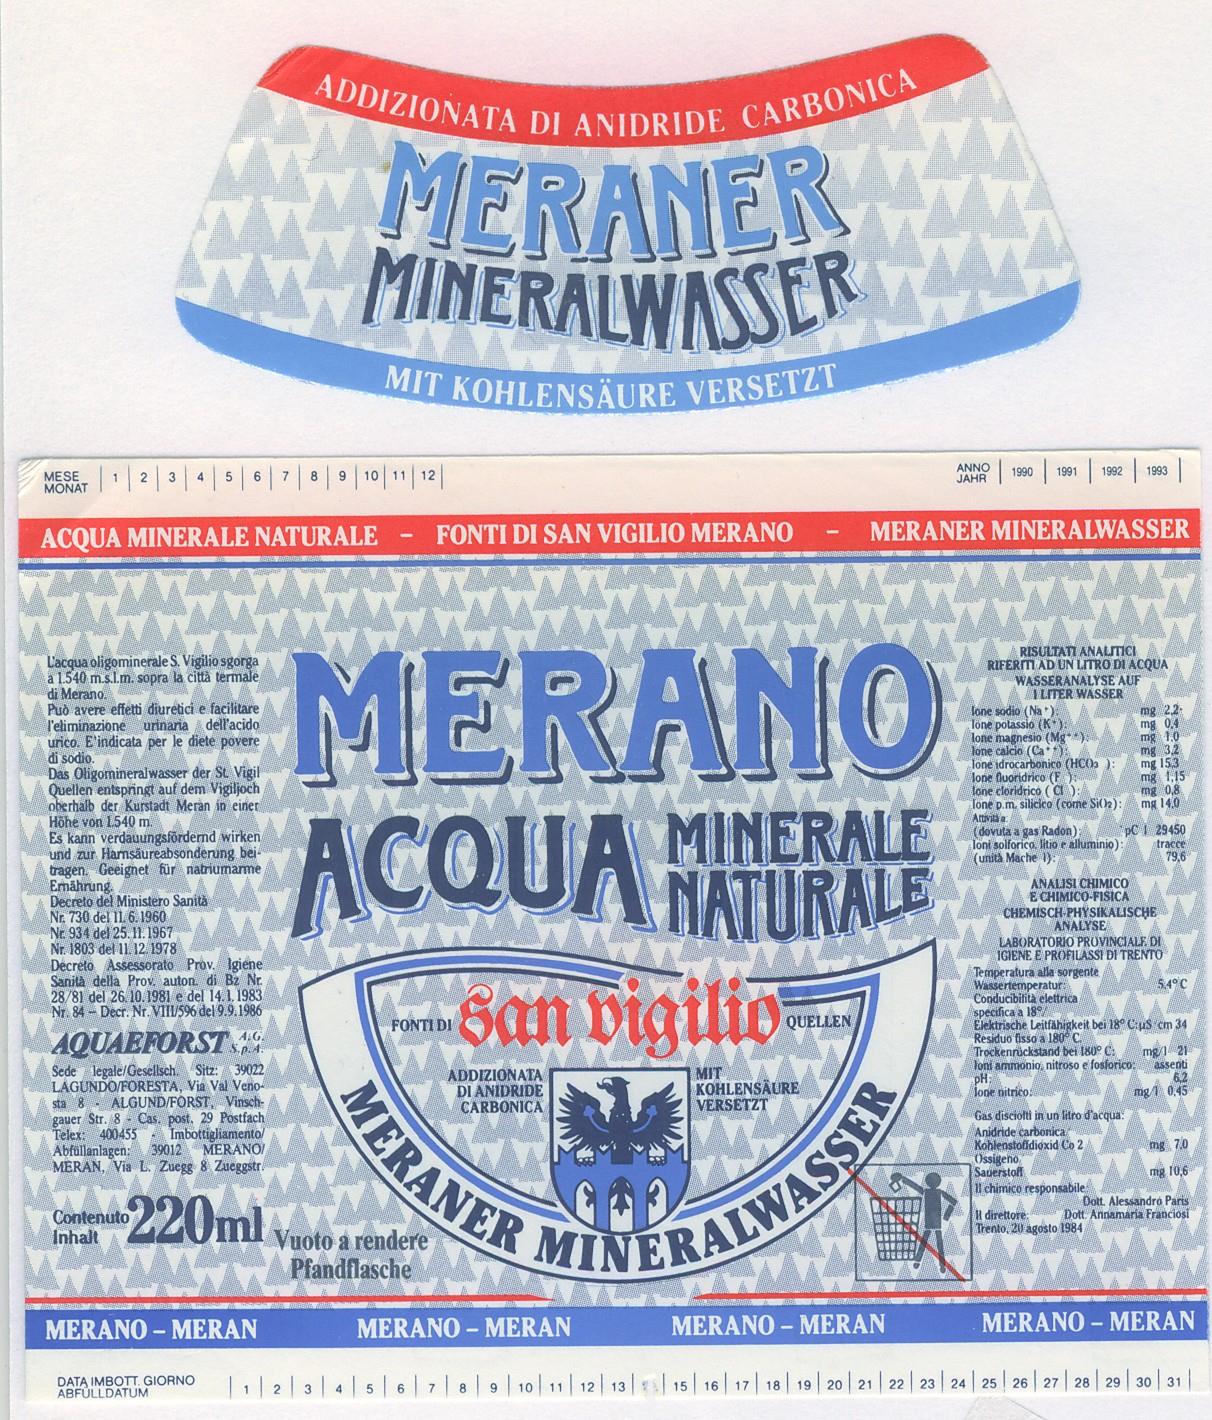 ADDIZIONATA DI ANIDRIDE CARBONICA
MERANER
MINERALWASSER
MIT KOHLENSÄURE VERSETZT
MESE
MONAT
1 2 3 4 5 6 7 8 9 10 11 12
ANNO
JAHR
1990 1991 1992 1993
ACQUA MINERALE NATURALE – FONTI DI SAN VIGILIO MERANO – MERANER MINERALWASSER
L'acqua oligominerale S. Vigilio sgorga
a 1.540 m.s.l.m. sopra la città termale
di Merano.
Può avere effetti diuretici e facilitare
l'eliminazione urinaria dell'acido
urico. E'indicata per le diete povere
di sodio.
Das Oligomineralwasser der St. Vigil
Quellen entspringt auf dem Vigiljoch
oberhalb der Kurstadt Meran in einer
Höhe von 1.540 m.
Es kann verdauungsfördernd wirken
und zur Harnsäureabsonderung bei-
tragen. Geeignet für natriumarme
Ernährung.
Decreto del Ministero Sanità
Nr. 730 del 11.6.1960
Nr. 934 del 25.11.1967
Nr. 1803 del 11.12.1978
Decreto Assessorato Prov. Igiene
Sanità della Prov. auton. di Bz Nr.
28/81 del 26.10.1981 e del 14.1.1983
Nr. 84 – Decr. Nr. VIII/596 del 9.9.1986
AQUAEFORST A.G.
S.p.A.
Sede legale/Gesellsch. Sitz: 39022
LAGUNDO/FORESTA, Via Val Veno-
sta 8 - ALGUND/FORST, Vinsch-
gauer Str. 8 - Cas. post. 29 Postfach
Telex: 400455 - Imbottigliamento/
Abfüllanlagen: 39012 MERANO/
MERAN, Via L. Zuegg 8 Zueggstr.
Contenuto
Inhalt
220ml
Vuoto a rendere
Pfandflasche
MERANO
ACQUA MINERALE
NATURALE
FONTI DI san vigilio QUELLEN
ADDIZIONATA
DI ANIDRIDE
CARBONICA
MIT
KOHLENSÄURE
VERSETZT
MERANER MINERALWASSER
RISULTATI ANALITICI
RIFERITI AD UN LITRO DI ACQUA
WASSERANALYSE AUF
1 LITER WASSER
Ione sodio (Na+): mg 2,2
Ione potassio (K+): mg 0,4
Ione magnesio (Mg++): mg 1,0
Ione calcio (Ca++): mg 3,2
Ione idrocarbonico (HCO3 ): mg 15,3
Ione fluoridrico (F ): mg 1,15
Ione cloridrico ( Cl ): mg 0,8
Ione p.m. silicico (come SiO2): mg 14,0
Attività α
(dovuta a gas Radon): pC l 29450
Ioni solforico, litio e alluminio): tracce
(unità Mache l): 79,6
ANALISI CHIMICO
E CHIMICO-FISICA
CHEMISCH-PHYSIKALISCHE
ANALYSE
LABORATORIO PROVINCIALE DI
IGIENE E PROFILASSI DI TRENTO
Temperatura alla sorgente
Wassertemperatur: 5,4°C
Conducibilità elettrica
specifica a 18°/
Elektrische Leitfähigkeit bei 18° C:µS/cm 34
Residuo fisso a 180° C.
Trockenrückstand bei 180° C: mg/l 21
Ioni ammonio, nitroso e fosforico: assenti
pH: 6,2
Ione nitrico: mg/l 0,45
Gas disciolti in un litro d'acqua:
Anidride carbonica/
Kohlenstoffdioxid Co 2 mg 7,0
Ossigeno/
Sauerstoff mg 10,6
Il chimico responsabile:
Dott. Alessandro Paris
Il direttore: Dott. Annamaria Franciosi
Trento, 20 agosto 1984
MERANO – MERAN MERANO – MERAN MERANO – MERAN MERANO – MERAN
DATA IMBOTT. GIORNO
ABFÜLLDATUM
1 2 3 4 5 6 7 8 9 10 11 12 13 15 16 17 18 19 20 21 22 23 24 25 26 27 28 29 30 31